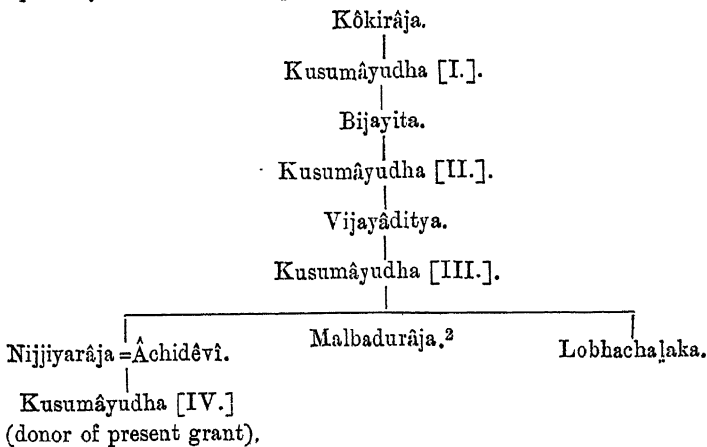 Kôkirâja.
Kusumâyudha [I.].
Bijayita.
Kusumâyudha [II.].
Vijayâditya.
Kusumâyudha [III.].
Nijjiyarâja = Âchidêvî. Malbadurâja.² Lobhachaḷaka.
Kusumâyudha [IV.]
(donor of present grant).